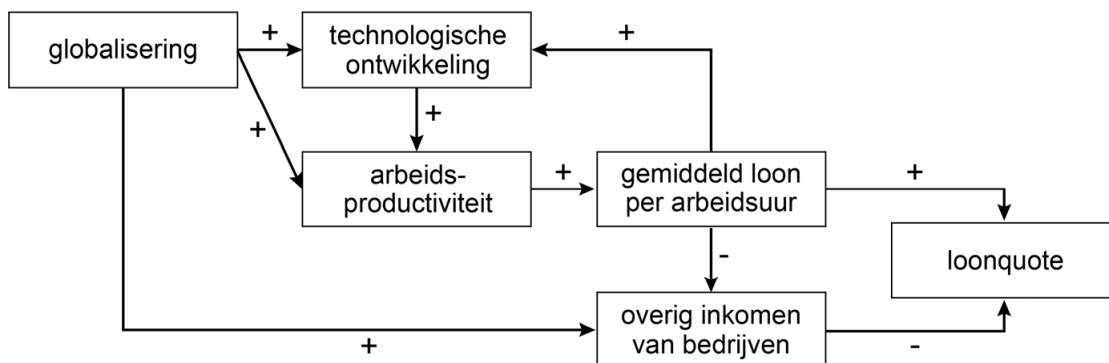 globalisering
+
technologische
ontwikkeling
+
+
+
arbeids-
productiviteit
+
gemiddeld loon
per arbeidsuur
+
-
loonquote
overig inkomen
van bedrijven
+
-